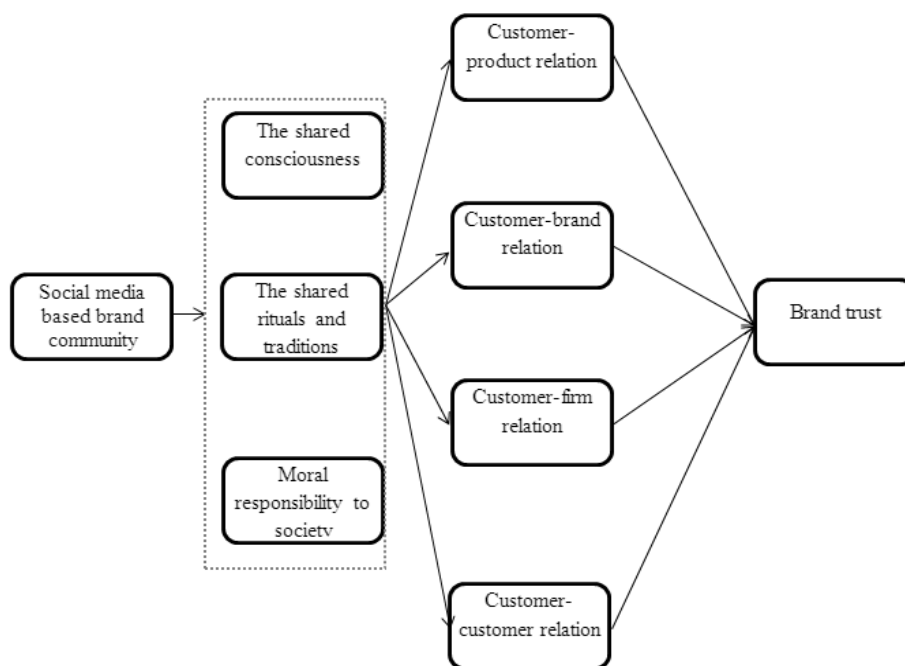 Customer-
product relation
The shared
consciousness
Customer-brand
relation
Social media
based brand
community
The shared
rituals and
traditions
Brand trust
Customer-firm
relation
Moral
responsibility to
society
Customer-
customer relation